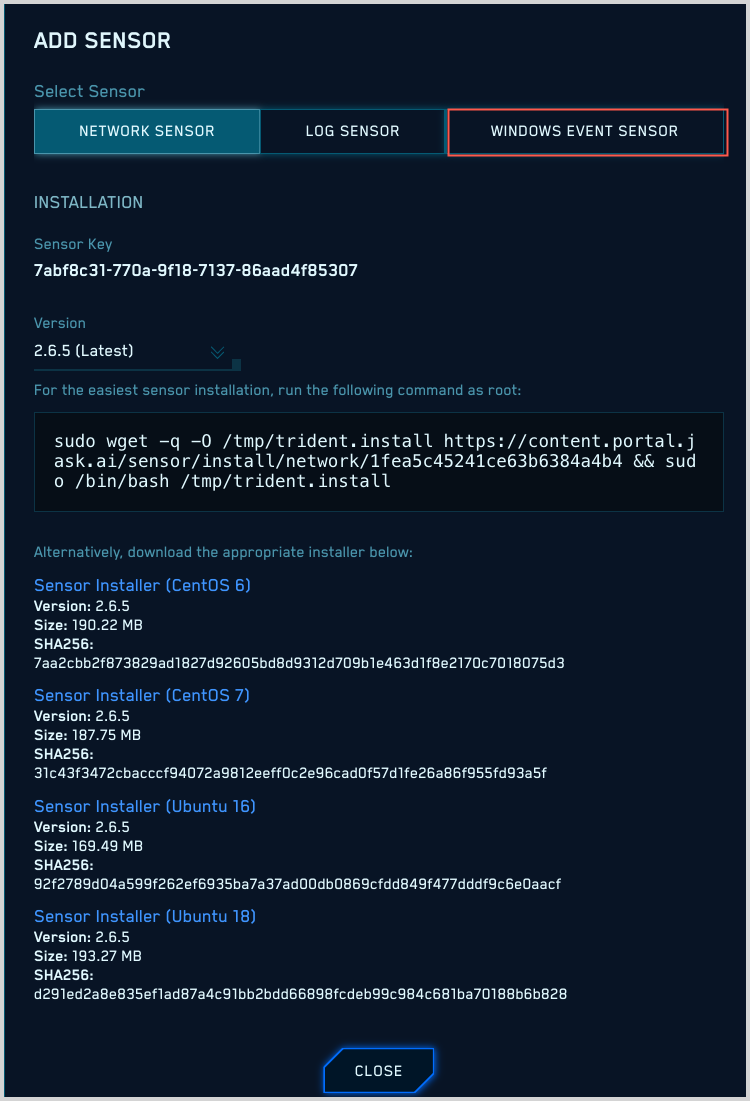 ADD SENSOR
Select Sensor
NETWORK SENSOR LOG SENSOR WINDOWS EVENT SENSOR
INSTALLATION
Sensor Key
7abf8c31-770a-9f18-7137-86aad4f85307
Version
2.6.5 (Latest)
For the easiest sensor installation, run the following command as root:
sudo wget -q -O /tmp/trident.install https://content.portal.j
ask.ai/sensor/install/network/1fea5c45241ce63b6384a4b4 && sud
o /bin/bash /tmp/trident.install
Alternatively, download the appropriate installer below:
Sensor Installer (CentOS 6)
Version: 2.6.5
Size: 190.22 MB
SHA256:
7aa2cbb2f873829ad1827d92605bd8d9312d709b1e463d1f8e2170c7018075d3
Sensor Installer (CentOS 7)
Version: 2.6.5
Size: 187.75 MB
SHA256:
31c43f3472cbacccf94072a9812eeff0c2e96cad0f57d1fe26a86f955fd93a5f
Sensor Installer (Ubuntu 16)
Version: 2.6.5
Size: 169.49 MB
SHA256:
92f2789d04a599f262ef6935ba7a37ad00db0869cfdd849f477dddf9c6e0aacf
Sensor Installer (Ubuntu 18)
Version: 2.6.5
Size: 193.27 MB
SHA256:
d291ed2a8e835ef1ad87a4c91bb2bdd66898fcdeb99c984c681ba70188b6b828
CLOSE